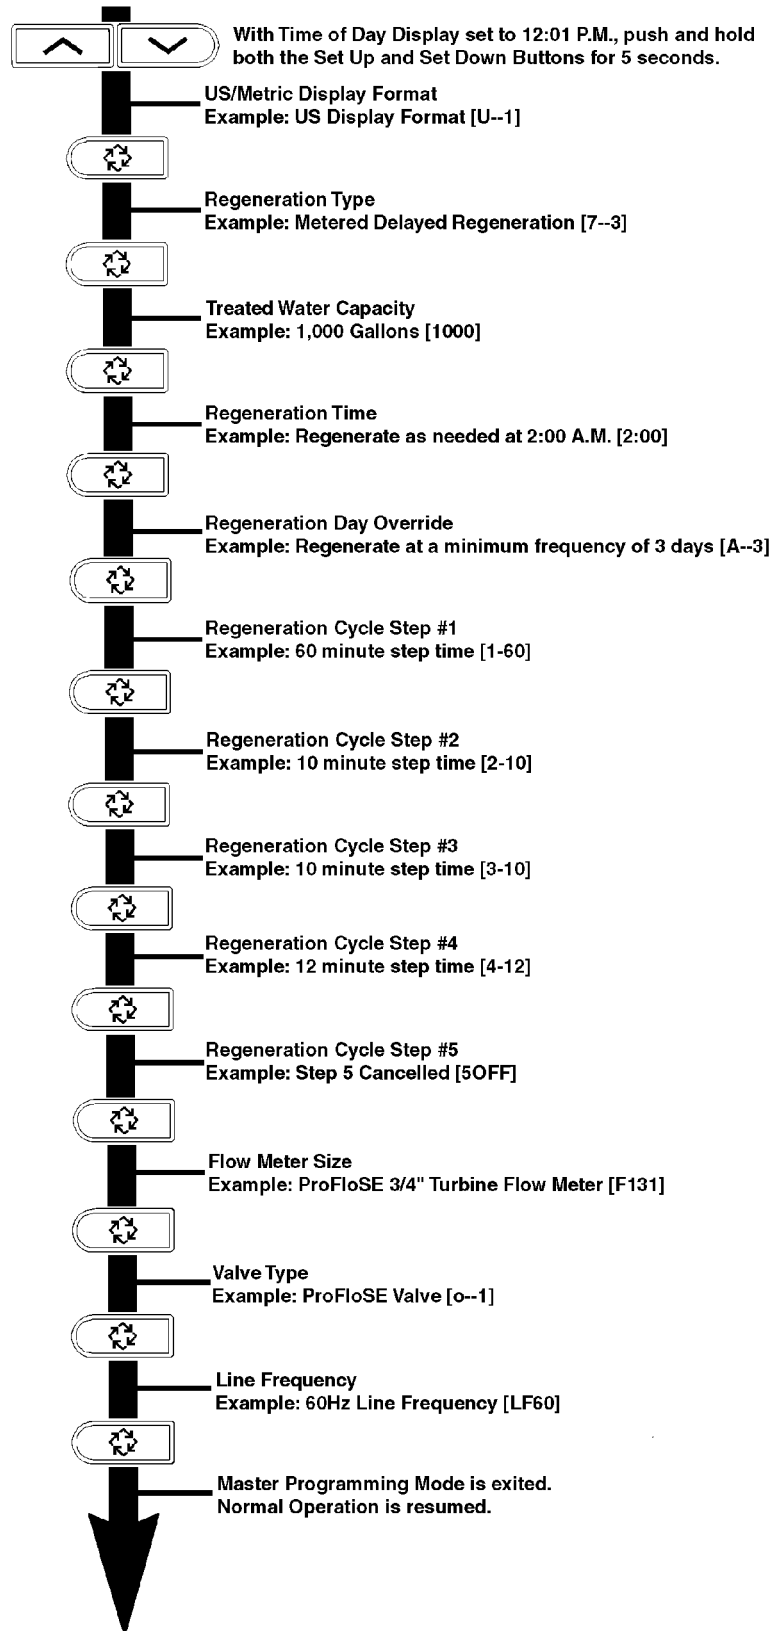 With Time of Day Display set to 12:01 P.M., push and hold
both the Set Up and Set Down Buttons for 5 seconds.
US/Metric Display Format
Example: US Display Format [U--1]
Regeneration Type
Example: Metered Delayed Regeneration [7--3]
Treated Water Capacity
Example: 1,000 Gallons [1000]
Regeneration Time
Example: Regenerate as needed at 2:00 A.M. [2:00]
Regeneration Day Override
Example: Regenerate at a minimum frequency of 3 days [A--3]
Regeneration Cycle Step #1
Example: 60 minute step time [1-60]
Regeneration Cycle Step #2
Example: 10 minute step time [2-10]
Regeneration Cycle Step #3
Example: 10 minute step time [3-10]
Regeneration Cycle Step #4
Example: 12 minute step time [4-12]
Regeneration Cycle Step #5
Example: Step 5 Cancelled [5OFF]
Flow Meter Size
Example: ProFloSE 3/4" Turbine Flow Meter [F131]
Valve Type
Example: ProFloSE Valve [o--1]
Line Frequency
Example: 60Hz Line Frequency [LF60]
Master Programming Mode is exited.
Normal Operation is resumed.